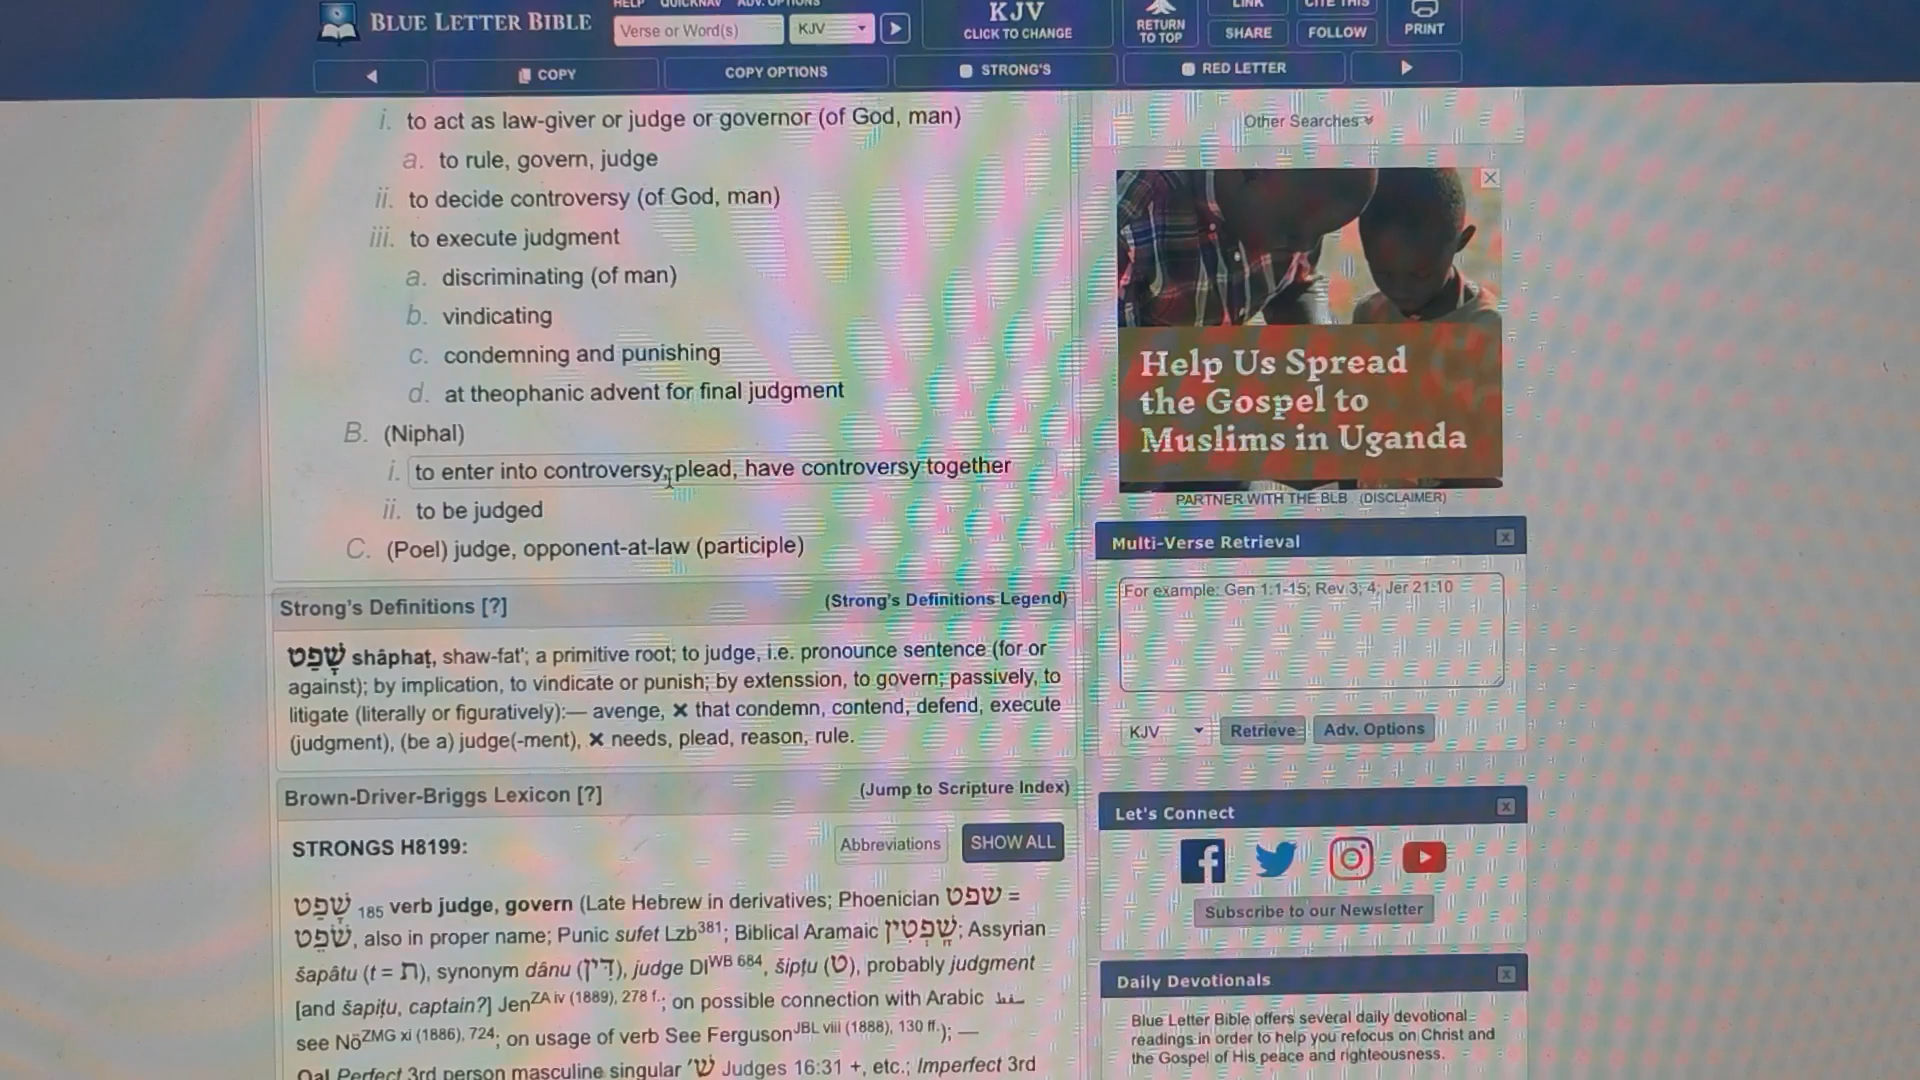 HELP QUICKNAV ADV. OPTIONS
BLUE LETTER BIBLE
Verse or Word(s)
KJV
KJV
CLICK TO CHANGE
RETURN
TO TOP
LINK
SHARE
CITE THIS
FOLLOW
PRINT
COPY
COPY OPTIONS
STRONG'S
RED LETTER
i. to act as law-giver or judge or governor (of God, man)
a. to rule, govern, judge
ii. to decide controversy (of God, man)
iii. to execute judgment
a. discriminating (of man)
b. vindicating
c. condemning and punishing
d. at theophanic advent for final judgment
B. (Niphal)
i. to enter into controversy, plead, have controversy together
ii. to be judged
C. (Poel) judge, opponent-at-law (participle)
Strong's Definitions [?]
(Strong's Definitions Legend)
שָׁפַט shâphaṭ, shaw-fat'; a primitive root; to judge, i.e. pronounce sentence (for or
against); by implication, to vindicate or punish; by extenssion, to govern; passively, to
litigate (literally or figuratively):— avenge, × that condemn, contend, defend, execute
(judgment), (be a) judge(-ment), × needs, plead, reason, rule.
Brown-Driver-Briggs Lexicon [?]
(Jump to Scripture Index)
STRONGS H8199:
Abbreviations
SHOW ALL
שָׁפַט 185 verb judge, govern (Late Hebrew in derivatives; Phoenician שפט =
שֹׁפֵט, also in proper name; Punic sufet Lzb381; Biblical Aramaic שָׁפְטִין; Assyrian
šapâtu (t = ת), synonym dânu (דִּין), judge DlWB 684, šipṭu (ט), probably judgment
[and šapiṭu, captain?] JenZA iv (1889), 278 f.; on possible connection with Arabic
see NöZMG xi (1886), 724; on usage of verb See FergusonJBL viii (1888), 130 ff.); —
Qal Perfect 3rd person masculine singular שׁ׳ Judges 16:31 +, etc.; Imperfect 3rd
Other Searches
Help Us Spread
the Gospel to
Muslims in Uganda
PARTNER WITH THE BLB (DISCLAIMER)
Multi-Verse Retrieval
For example: Gen 1:1-15; Rev 3; 4; Jer 21:10
KJV
Retrieve
Adv. Options
Let's Connect
Subscribe to our Newsletter
Daily Devotionals
Blue Letter Bible offers several daily devotional
readings in order to help you refocus on Christ and
the Gospel of His peace and righteousness.